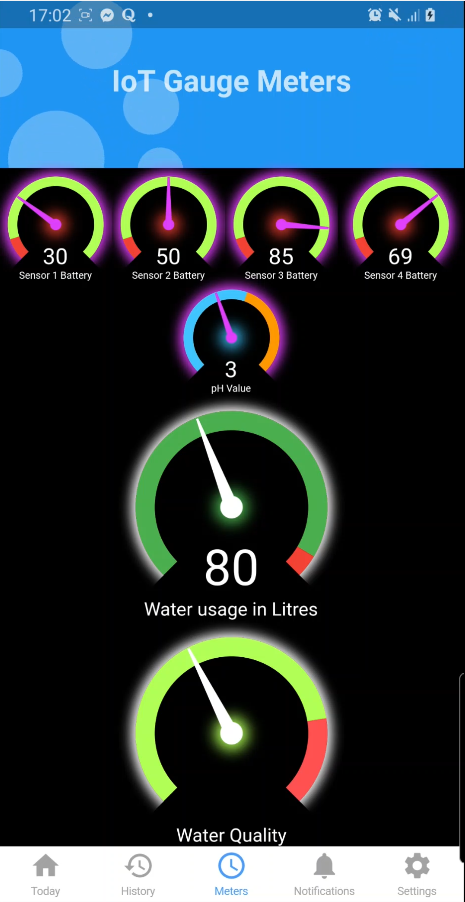 17:02
IoT Gauge Meters
30 50 85 69
Sensor 1 Battery Sensor 2 Battery Sensor 3 Battery Sensor 4 Battery
3
pH Value
80
Water usage in Litres
Water Quality
Today History Meters Notifications Settings